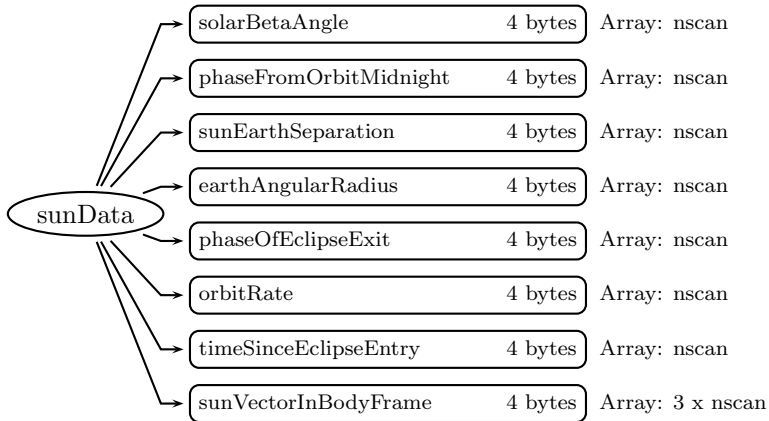 solarBetaAngle 4 bytes Array: nscan
phaseFromOrbitMidnight 4 bytes Array: nscan
sunEarthSeparation 4 bytes Array: nscan
earthAngularRadius 4 bytes Array: nscan
sunData
phaseOfEclipseExit 4 bytes Array: nscan
orbitRate 4 bytes Array: nscan
timeSinceEclipseEntry 4 bytes Array: nscan
sunVectorInBodyFrame 4 bytes Array: 3 x nscan